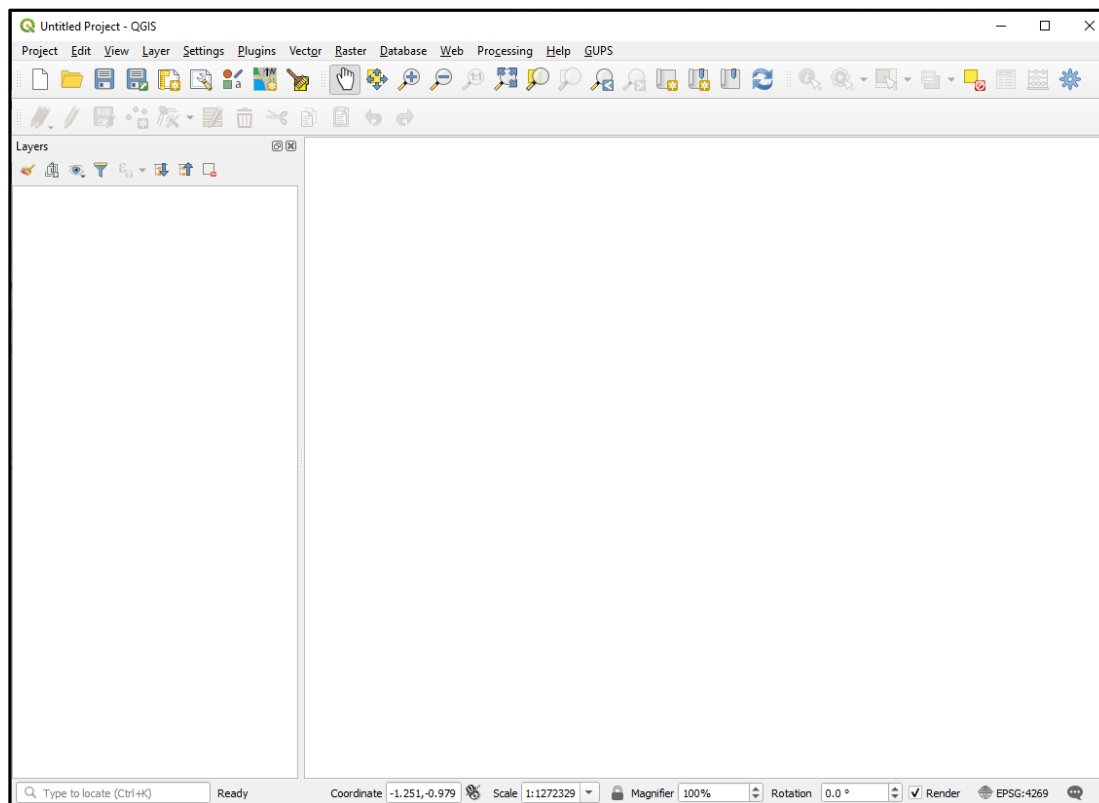 Untitled Project - QGIS
Project Edit View Layer Settings Plugins Vector Raster Database Web Processing Help GUPS
Layers
Type to locate (Ctrl+K) Ready Coordinate -1.251,-0.979 Scale 1:1272329 Magnifier 100% Rotation 0.0 ° Render EPSG:4269